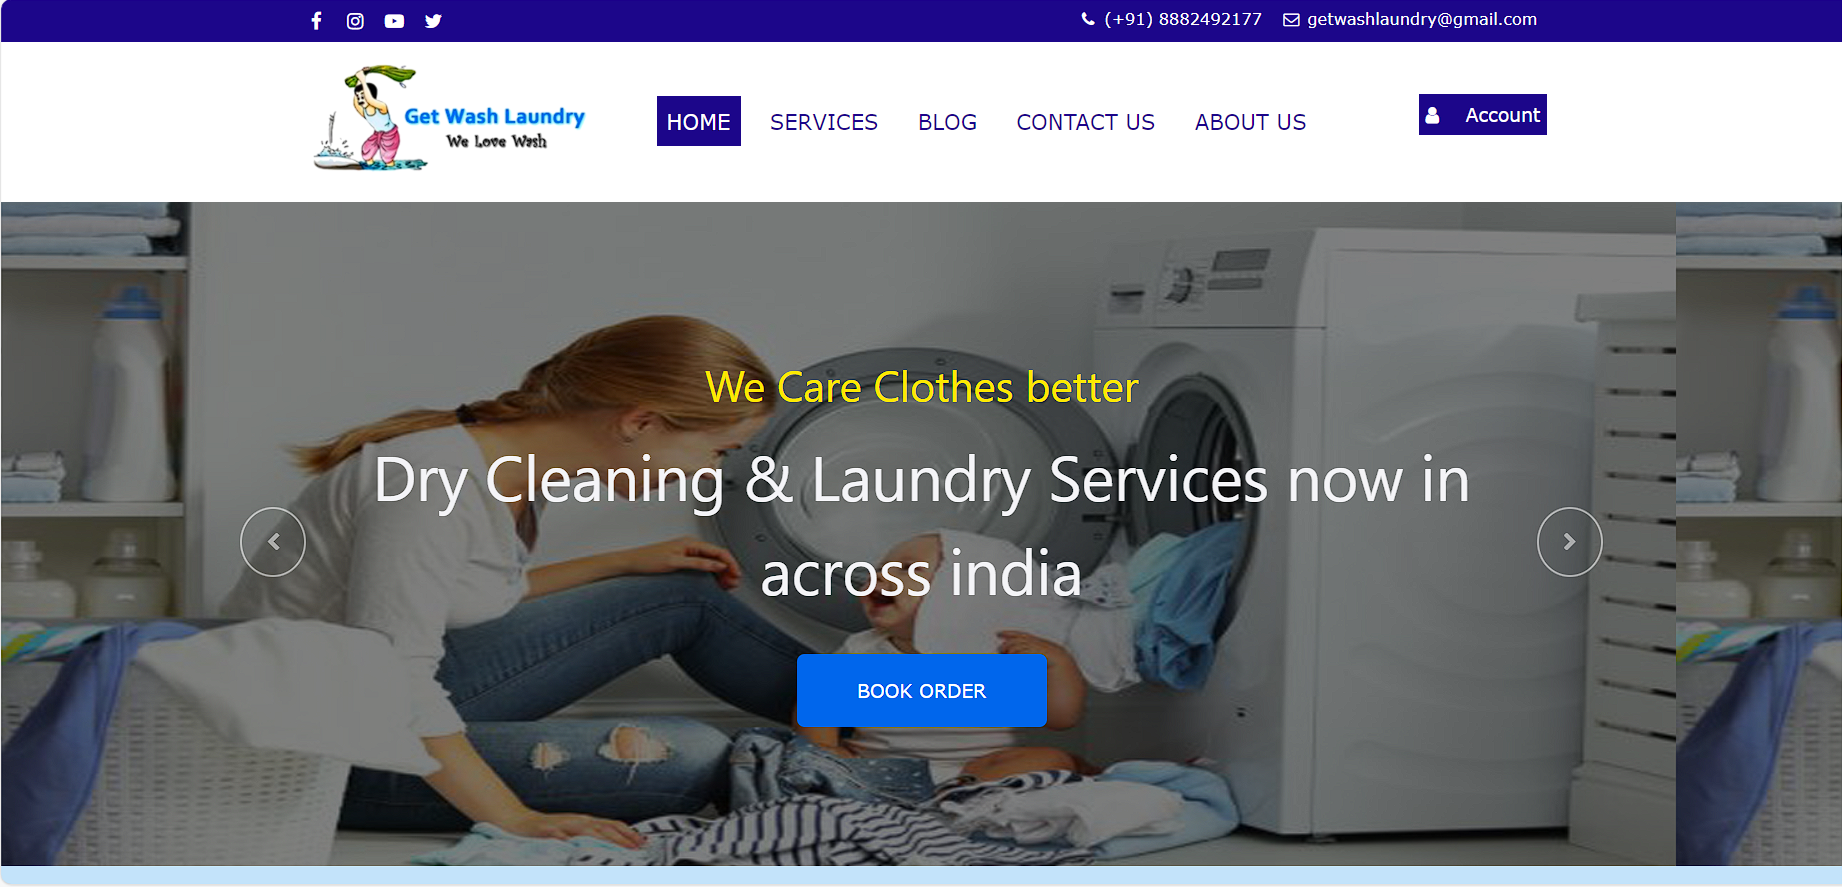 (+91) 8882492177 getwashlaundry@gmail.com
Get Wash Laundry
We Love Wash
HOME SERVICES BLOG CONTACT US ABOUT US
Account
We Care Clothes better
Dry Cleaning & Laundry Services now in
across india
BOOK ORDER